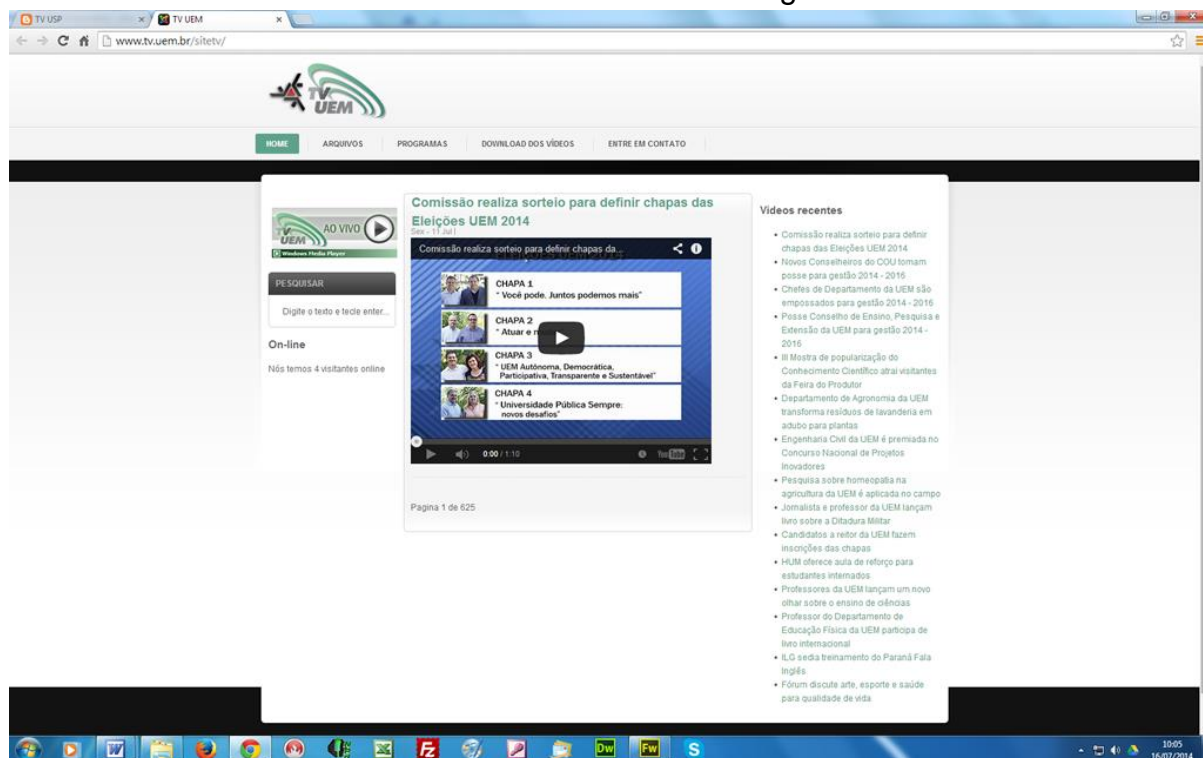 TV USP
TV UEM
www.tv.uem.br/sitetv/
TV
UEM
HOME
ARQUIVOS
PROGRAMAS
DOWNLOAD DOS VÍDEOS
ENTRE EM CONTATO
TV
UEM
AO VIVO
Windows Media Player
PESQUISAR
Digite o texto e tecle enter...
On-line
Nós temos 4 visitantes online
Comissão realiza sorteio para definir chapas das
Eleições UEM 2014
Sex - 11 Jul |
Comissão realiza sorteio para definir chapas da...
CHAPA 1
" Você pode. Juntos podemos mais"
CHAPA 2
" Atuar e
CHAPA 3
" UEM Autônoma, Democrática,
Participativa, Transparente e Sustentável"
CHAPA 4
" Universidade Pública Sempre:
novos desafios"
0:00 / 1:10
YouTube
Pagina 1 de 625
Vídeos recentes
Comissão realiza sorteio para definir
chapas das Eleições UEM 2014
Novos Conselheiros do COU tomam
posse para gestão 2014 - 2016
Chefes de Departamento da UEM são
empossados para gestão 2014 - 2016
Posse Conselho de Ensino, Pesquisa e
Extensão da UEM para gestão 2014 -
2016
III Mostra de popularização do
Conhecimento Científico atrai visitantes
da Feira do Produtor
Departamento de Agronomia da UEM
transforma resíduos de lavanderia em
adubo para plantas
Engenharia Civil da UEM é premiada no
Concurso Nacional de Projetos
Inovadores
Pesquisa sobre homeopatia na
agricultura da UEM é aplicada no campo
Jornalista e professor da UEM lançam
livro sobre a Ditadura Militar
Candidatos a reitor da UEM fazem
inscrições das chapas
HUM oferece aula de reforço para
estudantes internados
Professores da UEM lançam um novo
olhar sobre o ensino de ciências
Professor do Departamento de
Educação Física da UEM participa de
livro internacional
ILG sedia treinamento do Paraná Fala
Inglês
Fórum discute arte, esporte e saúde
para qualidade de vida
Dw
Fw
10:05
16/07/2014